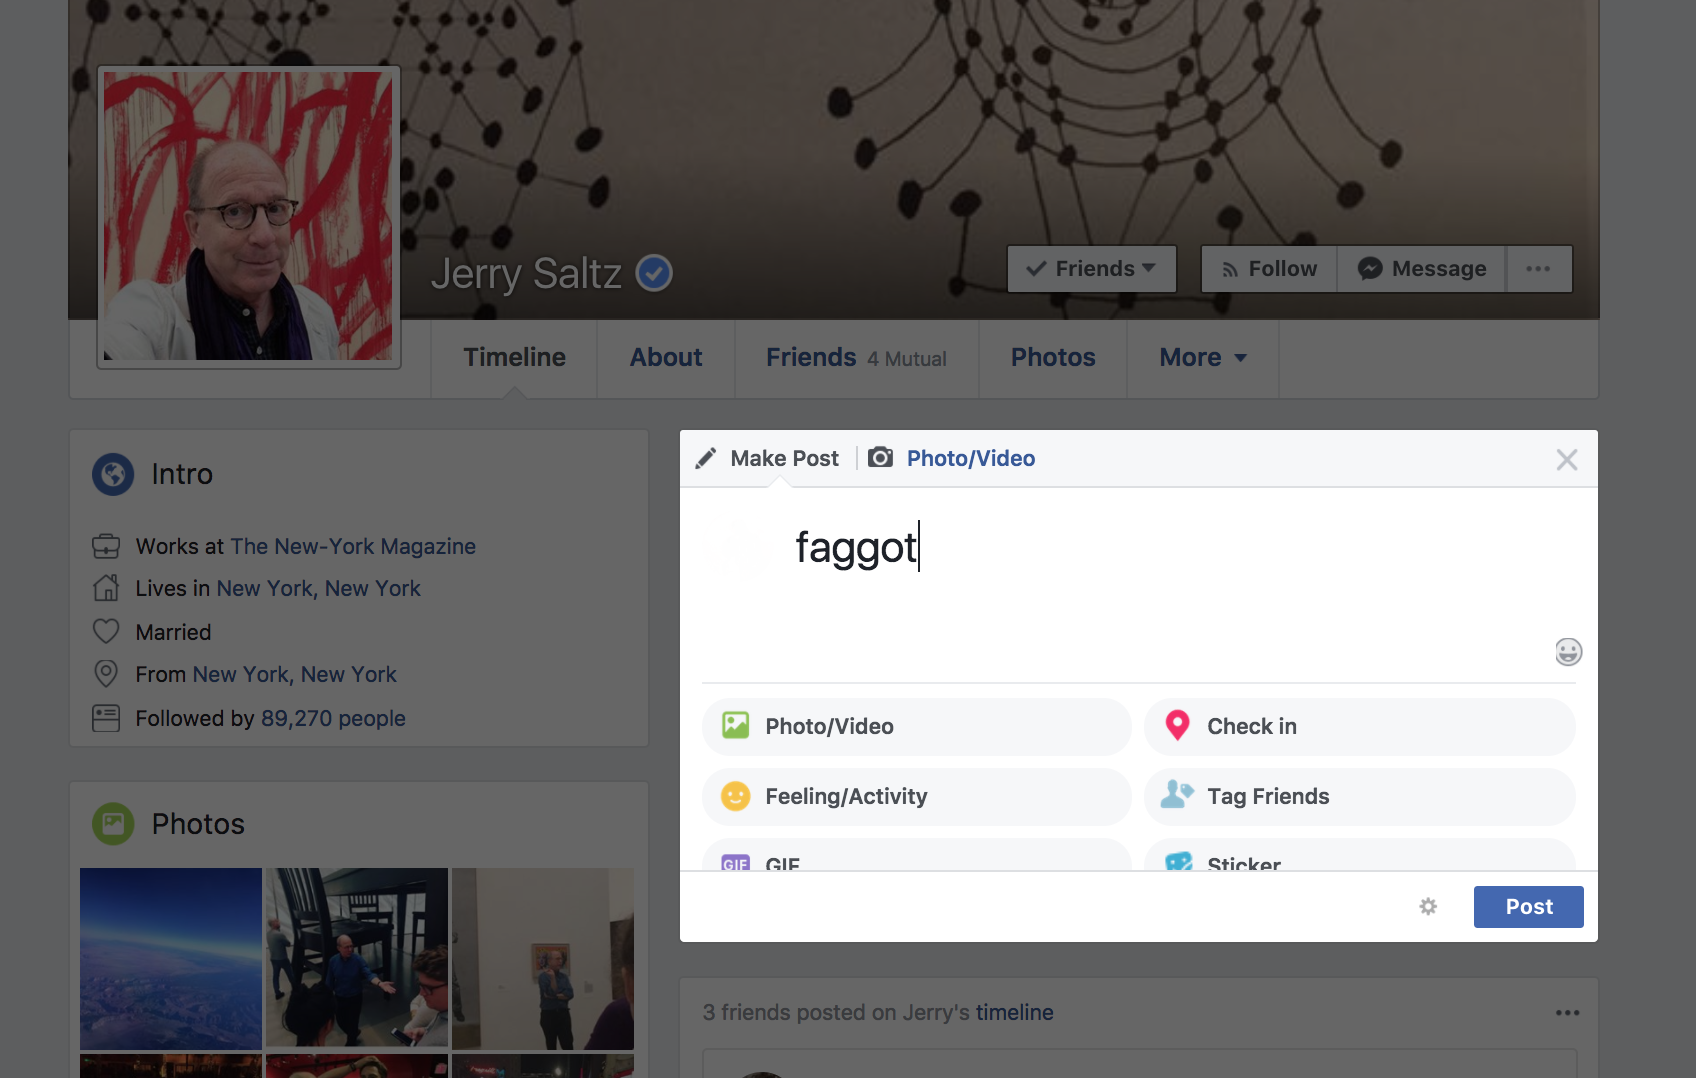 Jerry Saltz
Friends
Follow
Message
Timeline
About
Friends 4 Mutual
Photos
More
Intro
Works at The New-York Magazine
Lives in New York, New York
Married
From New York, New York
Followed by 89,270 people
Photos
Make Post
Photo/Video
faggot
Photo/Video
Check in
Feeling/Activity
Tag Friends
GIF GIF
Sticker
Post
3 friends posted on Jerry's timeline